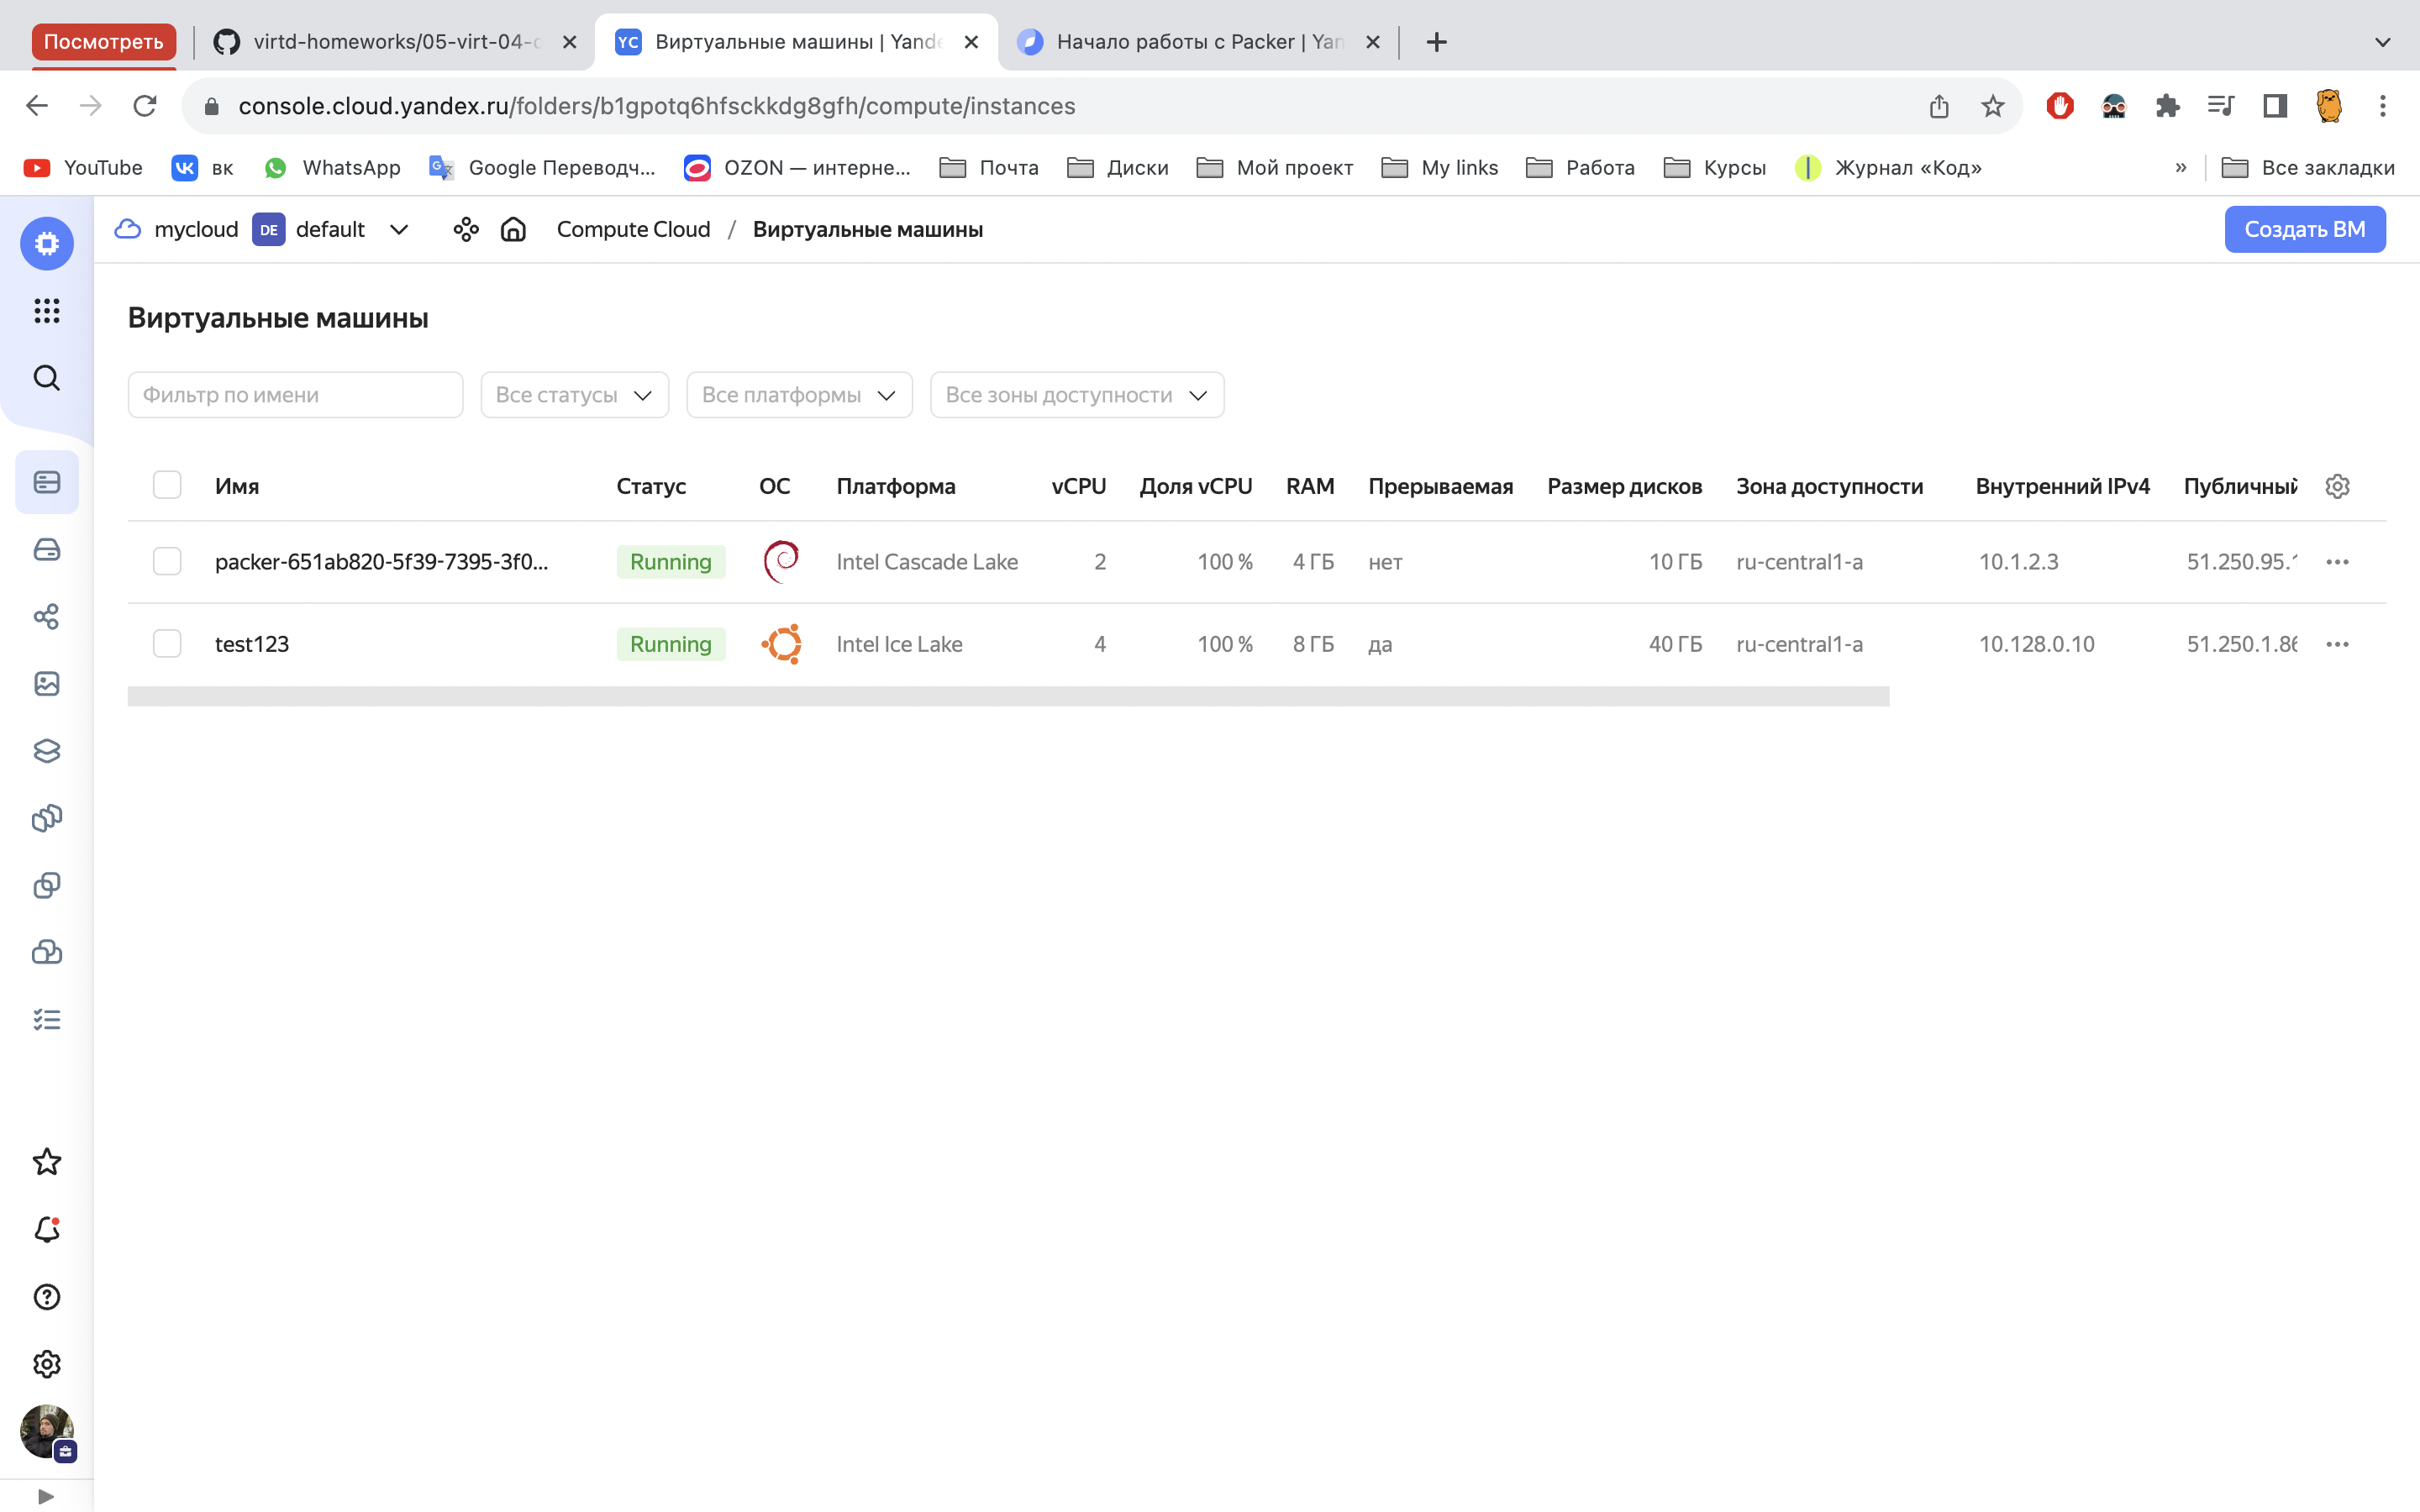 Посмотреть virtd-homeworks/05-virt-04- Виртуальные машины | Yande Начало работы с Packer | Yan
console.cloud.yandex.ru/folders/b1gpotq6hfsckkdg8gfh/compute/instances
YouTube вк WhatsApp Google Переводч... OZON — интерне... Почта Диски Мой проект My links Работа Курсы Журнал «Код» » Все закладки
mycloud DE default Compute Cloud / Виртуальные машины Создать ВМ
Виртуальные машины
Фильтр по имени Все статусы Все платформы Все зоны доступности
Имя Статус ОС Платформа vCPU Доля vCPU RAM Прерываемая Размер дисков Зона доступности Внутренний IPv4 Публичный
packer-651ab820-5f39-7395-3f0... Running Intel Cascade Lake 2 100 % 4 ГБ нет 10 ГБ ru-central1-a 10.1.2.3 51.250.95.
test123 Running Intel Ice Lake 4 100 % 8 ГБ да 40 ГБ ru-central1-a 10.128.0.10 51.250.1.86